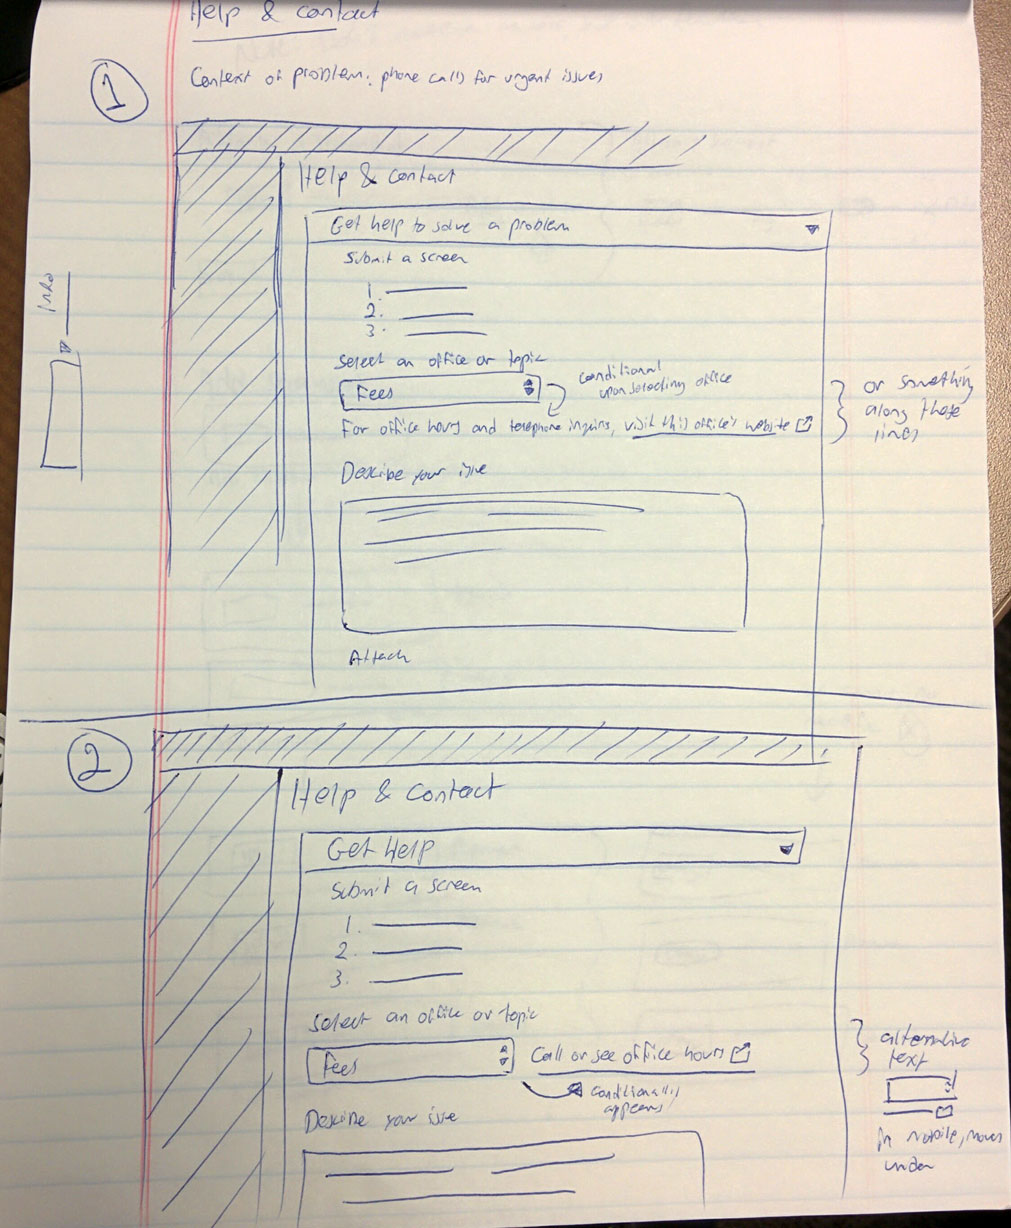 Help & contact
1
Context of problem: phone calls for urgent issues
Help & contact
Get help to solve a problem
Submit a screen
1.
2.
3.
Select an office or topic
Fees
conditional
upon selecting office
For office hours and telephone inquiries, visit this office's website
or something
along those
lines
Describe your issue
Attach
2
Help & contact
Get Help
Submit a screen
1.
2.
3.
Select an office or topic
Fees
Call or see office hours
conditionally
appears
alternative
text
In mobile, moves
under
Describe your issue